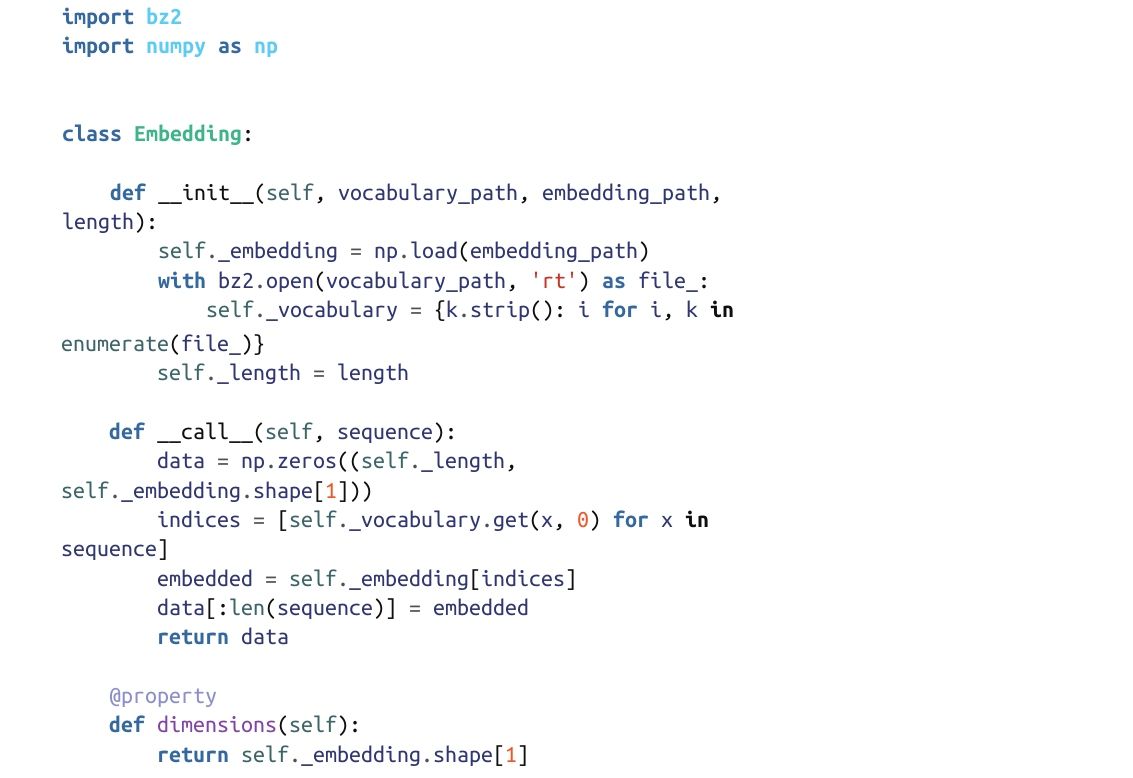 import bz2
import numpy as np
class Embedding:
    def __init__(self, vocabulary_path, embedding_path,
length):
        self._embedding = np.load(embedding_path)
        with bz2.open(vocabulary_path, 'rt') as file_:
            self._vocabulary = {k.strip(): i for i, k in
enumerate(file_)}
        self._length = length
    def __call__(self, sequence):
        data = np.zeros((self._length,
self._embedding.shape[1]))
        indices = [self._vocabulary.get(x, 0) for x in
sequence]
        embedded = self._embedding[indices]
        data[:len(sequence)] = embedded
        return data
    @property
    def dimensions(self):
        return self._embedding.shape[1]